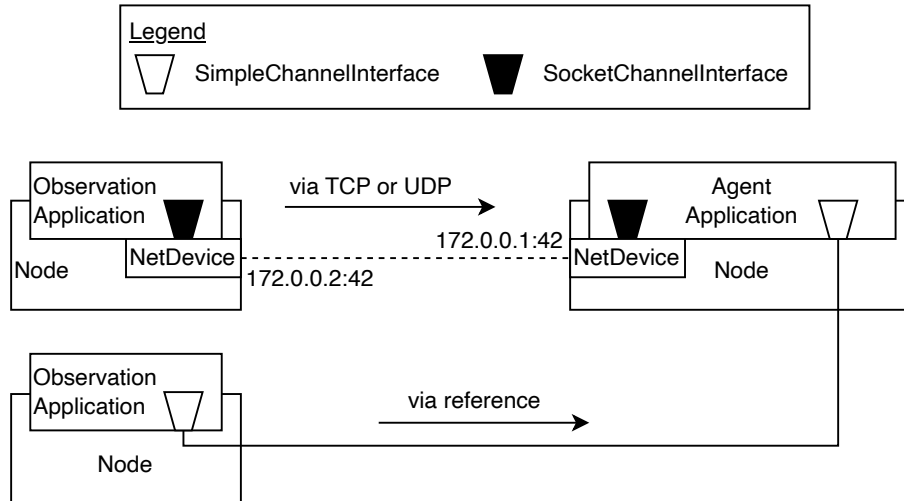 Legend
SimpleChannelInterface
SocketChannelInterface
Observation
Application
via TCP or UDP
Agent
Application
172.0.0.1:42
NetDevice
NetDevice
Node
Node
172.0.0.2:42
Observation
Application
via reference
Node